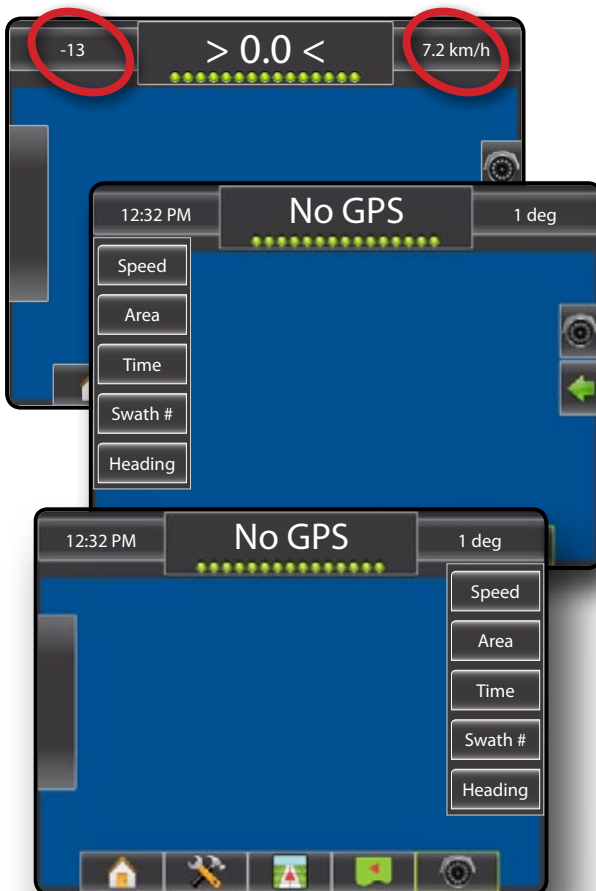 -13
> 0.0 <
7.2 km/h
12:32 PM
No GPS
1 deg
Speed
Area
Time
Swath #
Heading
12:32 PM
No GPS
1 deg
Speed
Area
Time
Swath #
Heading